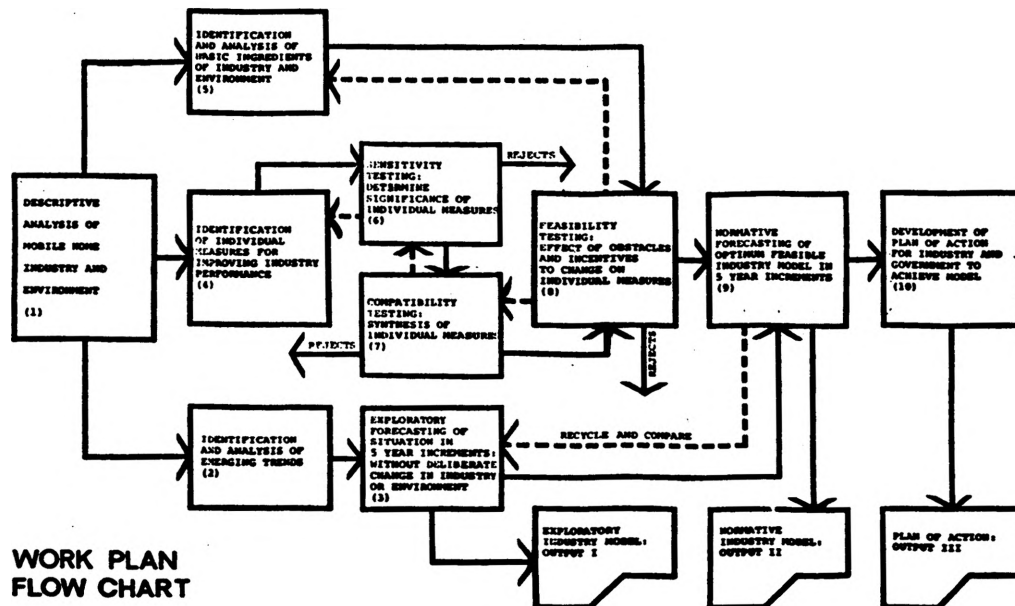 IDENTIFICATION
AND ANALYSIS OF
BASIC INGREDIENTS
OF INDUSTRY AND
ENVIRONMENT
(5)
SENSITIVITY
TESTING:
DETERMINE
SIGNIFICANCE OF
INDIVIDUAL MEASURES
(6)
REJECTS
DESCRIPTIVE
ANALYSIS OF
MOBILE HOME
INDUSTRY AND
ENVIRONMENT
(1)
IDENTIFICATION
OF INDIVIDUAL
MEASURES FOR
IMPROVING INDUSTRY
PERFORMANCE
(4)
FEASIBILITY
TESTING:
EFFECT OF OBSTACLES
AND INCENTIVES
TO CHANGE ON
INDIVIDUAL MEASURES
(8)
NORMATIVE
FORECASTING OF
OPTIMUM FEASIBLE
INDUSTRY MODEL IN
5 YEAR INCREMENTS
(9)
DEVELOPMENT OF
PLAN OF ACTION
FOR INDUSTRY AND
GOVERNMENT TO
ACHIEVE MODEL
(10)
COMPATIBILITY
TESTING:
SYNTHESIS OF
INDIVIDUAL MEASURES
(7)
REJECTS
REJECTS
IDENTIFICATION
AND ANALYSIS OF
EMERGING TRENDS
(2)
EXPLORATORY
FORECASTING OF
SITUATION IN
5 YEAR INCREMENTS:
WITHOUT DELIBERATE
CHANGE IN INDUSTRY
OR ENVIRONMENT
(3)
RECYCLE AND COMPARE
EXPLORATORY
INDUSTRY MODEL:
OUTPUT I
NORMATIVE
INDUSTRY MODEL:
OUTPUT II
PLAN OF ACTION:
OUTPUT III
WORK PLAN
FLOW CHART